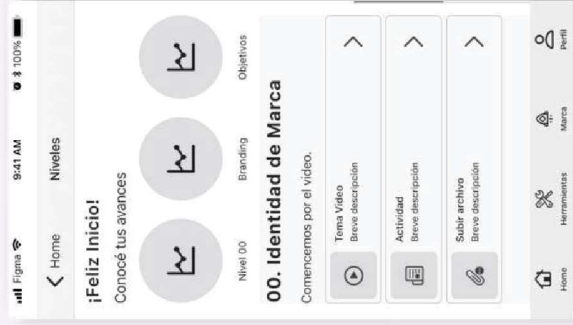 Figma 9:41 AM 100%
Home Niveles
¡Feliz Inicio!
Conocé tus avances
Nivel 00 Branding Objetivos
00. Identidad de Marca
Comencemos por el video.
Tema Video
Breve descripción
Actividad
Breve descripción
Subir archivo
Breve descripción
Home Herramientas Marca Perfil